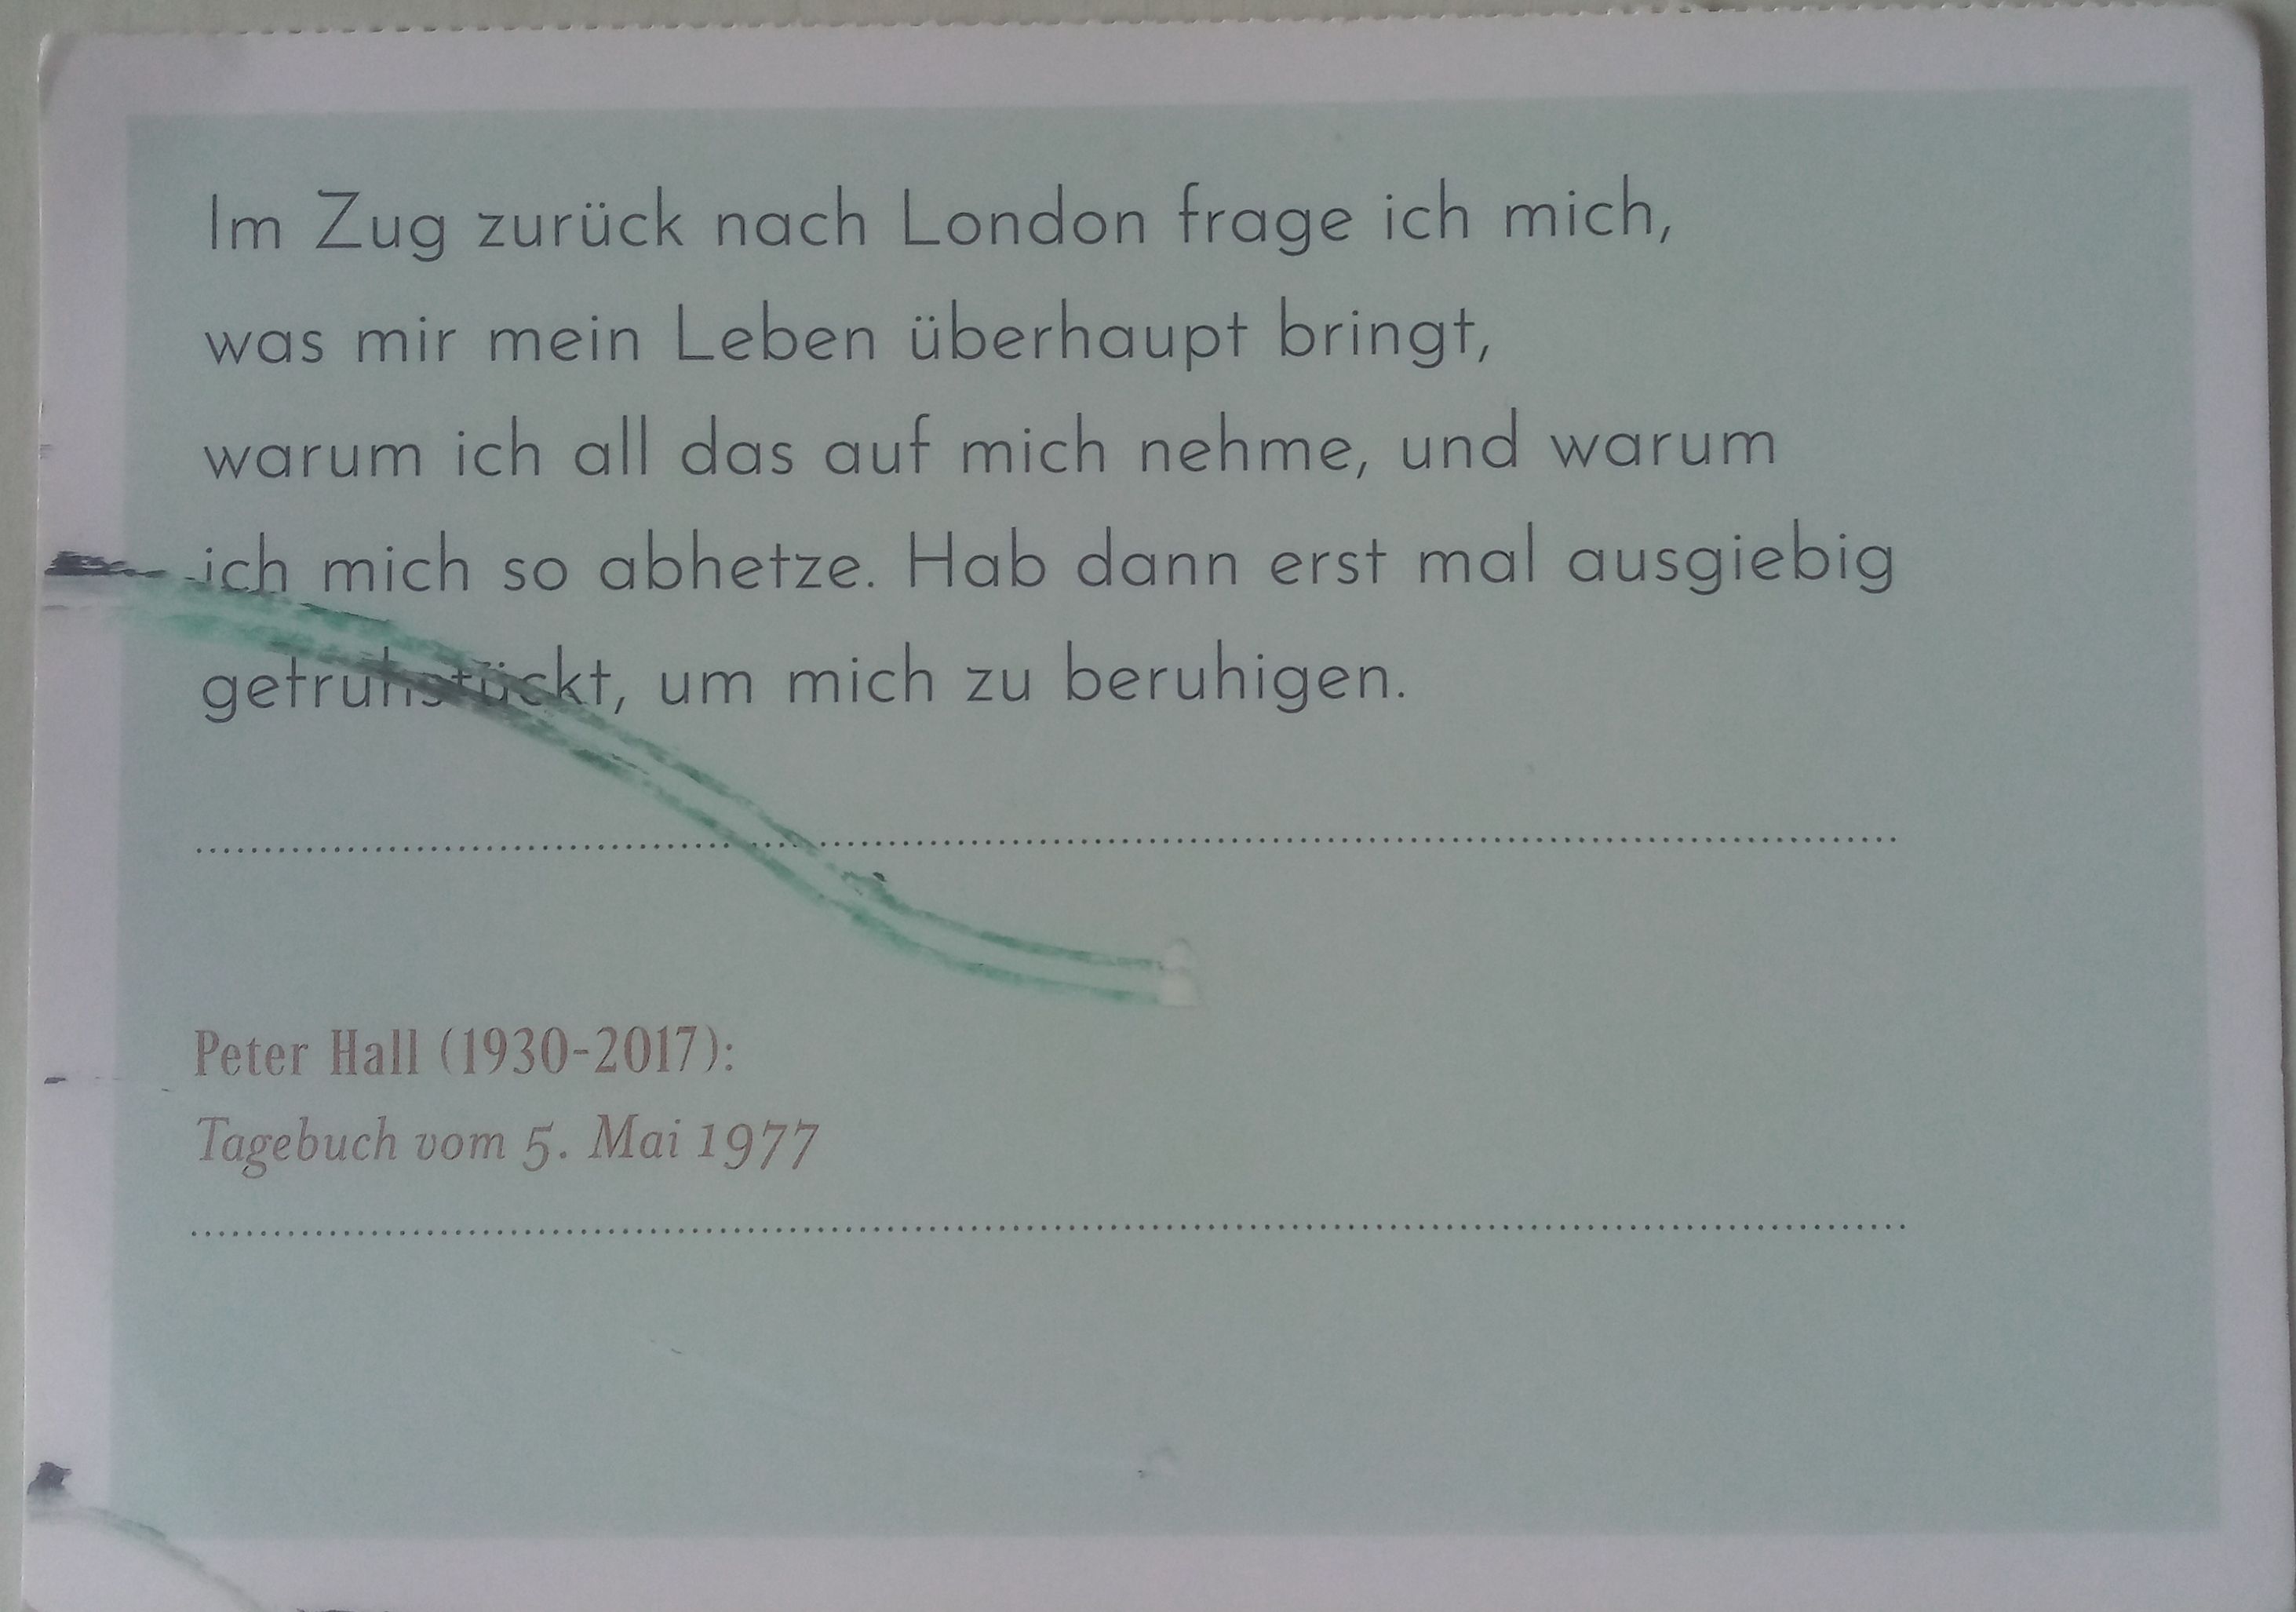 Im Zug zurück nach London frage ich mich,
was mir mein Leben überhaupt bringt,
warum ich all das auf mich nehme, und warum
ich mich so abhetze. Hab dann erst mal ausgiebig
gefrühstückt, um mich zu beruhigen.
Peter Hall (1930-2017):
Tagebuch vom 5. Mai 1977